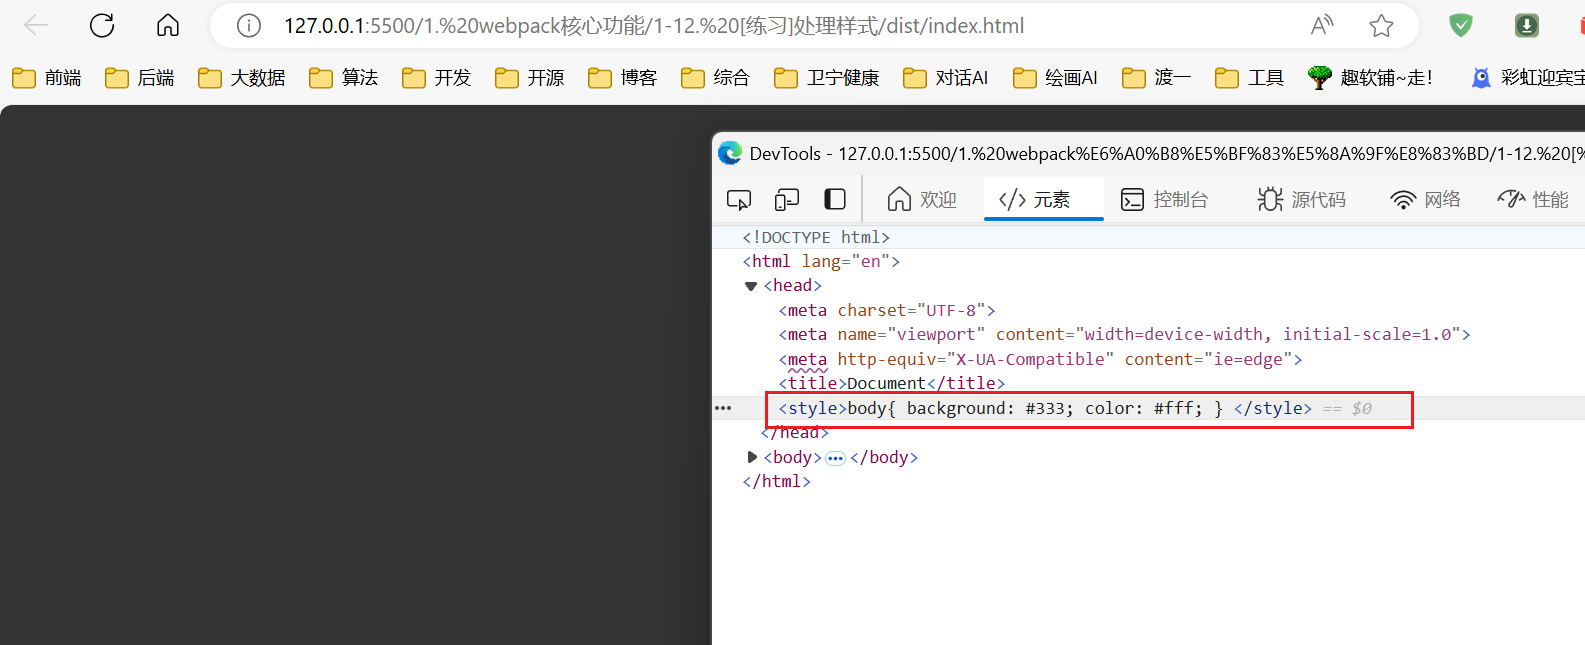 127.0.0.1:5500/1.%20webpack核心功能/1-12.%20[练习]处理样式/dist/index.html
前端 后端 大数据 算法 开发 开源 博客 综合 卫宁健康 对话AI 绘画AI 渡一 工具 趣软铺~走! 彩虹迎宾宝
DevTools - 127.0.0.1:5500/1.%20webpack%E6%A0%B8%E5%BF%83%E5%8A%9F%E8%83%BD/1-12.%20[%
欢迎 </> 元素 控制台 源代码 网络 性能
<!DOCTYPE html>
<html lang="en">
<head>
<meta charset="UTF-8">
<meta name="viewport" content="width=device-width, initial-scale=1.0">
<meta http-equiv="X-UA-Compatible" content="ie=edge">
<title>Document</title>
<style>body{ background: #333; color: #fff; } </style> == $0
</head>
<body>…</body>
</html>